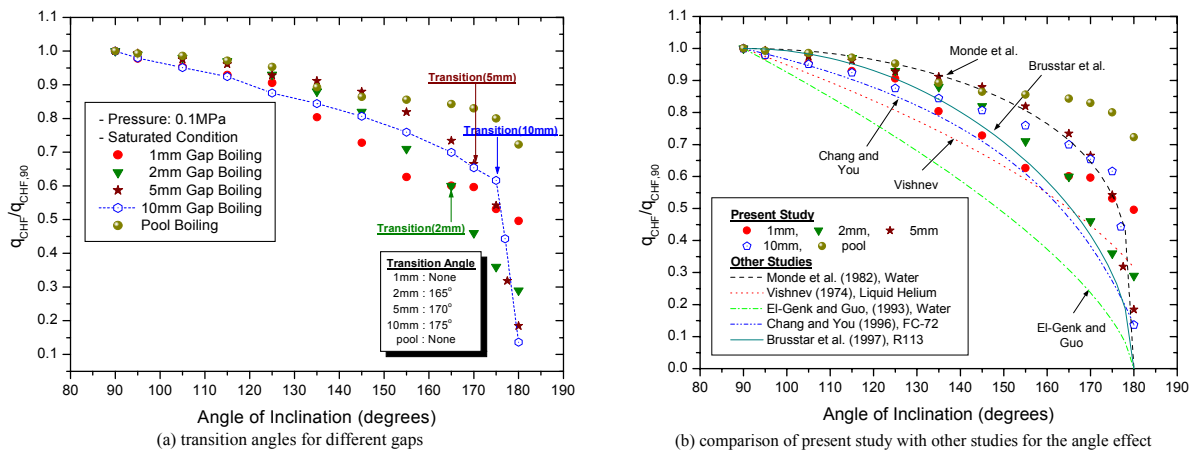 1.0
0.9
0.8
0.7
0.6
0.5
0.4
0.3
0.2
0.1
qCHF/qCHF,90
Transition(5mm)
Transition(10mm)
Transition(2mm)
- Pressure: 0.1MPa
- Saturated Condition
1mm Gap Boiling
2mm Gap Boiling
5mm Gap Boiling
10mm Gap Boiling
Pool Boiling
Transition Angle
1mm : None
2mm : 165°
5mm : 170°
10mm : 175°
pool : None
80 90 100 110 120 130 140 150 160 170 180 190
Angle of Inclination (degrees)
(a) transition angles for different gaps
1.0
0.9
0.8
0.7
0.6
0.5
0.4
0.3
0.2
0.1
0.0
qCHF/qCHF,90
Monde et al.
Brusstar et al.
Chang and
You
Vishnev
El-Genk and
Guo
Present Study
1mm, 2mm, 5mm
10mm, pool
Other Studies
Monde et al. (1982), Water
Vishnev (1974), Liquid Helium
El-Genk and Guo, (1993), Water
Chang and You (1996), FC-72
Brusstar et al. (1997), R113
80 90 100 110 120 130 140 150 160 170 180 190
Angle of Inclination (degrees)
(b) comparison of present study with other studies for the angle effect